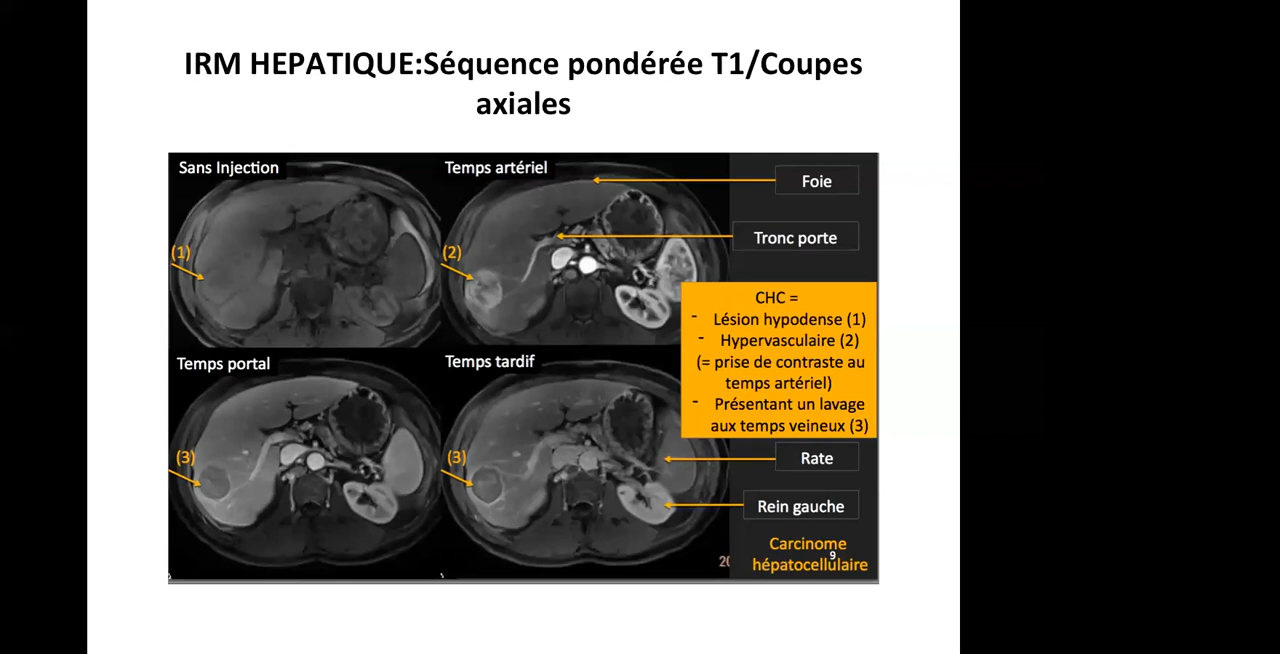 IRM HEPATIQUE:Séquence pondérée T1/Coupes
axiales
Sans Injection
Temps artériel
Foie
Tronc porte
(1)
(2)
CHC =
- Lésion hypodense (1)
- Hypervasculaire (2)
(= prise de contraste au
temps artériel)
- Présentant un lavage
aux temps veineux (3)
Temps portal
Temps tardif
(3)
(3)
Rate
Rein gauche
Carcinome
hépatocellulaire
9
20